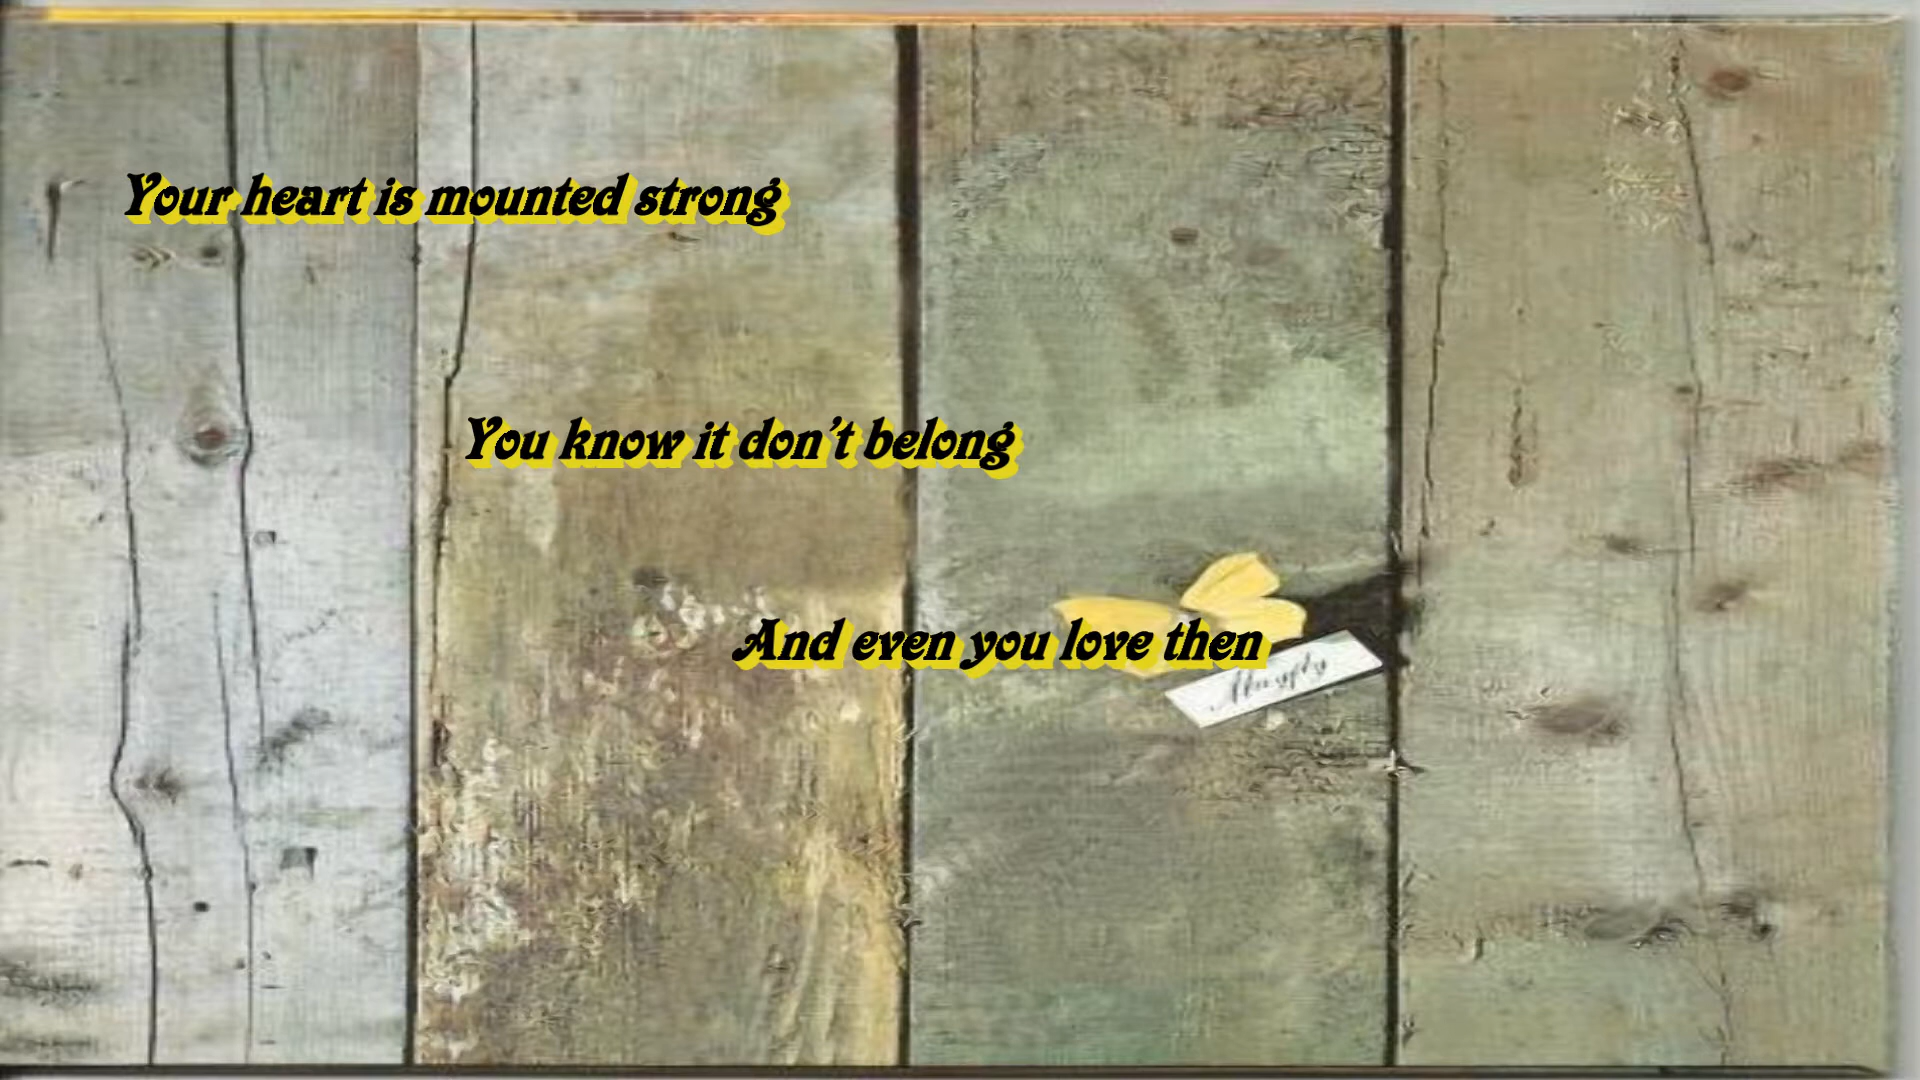 Your heart is mounted strong
You know it don’t belong
And even you love then